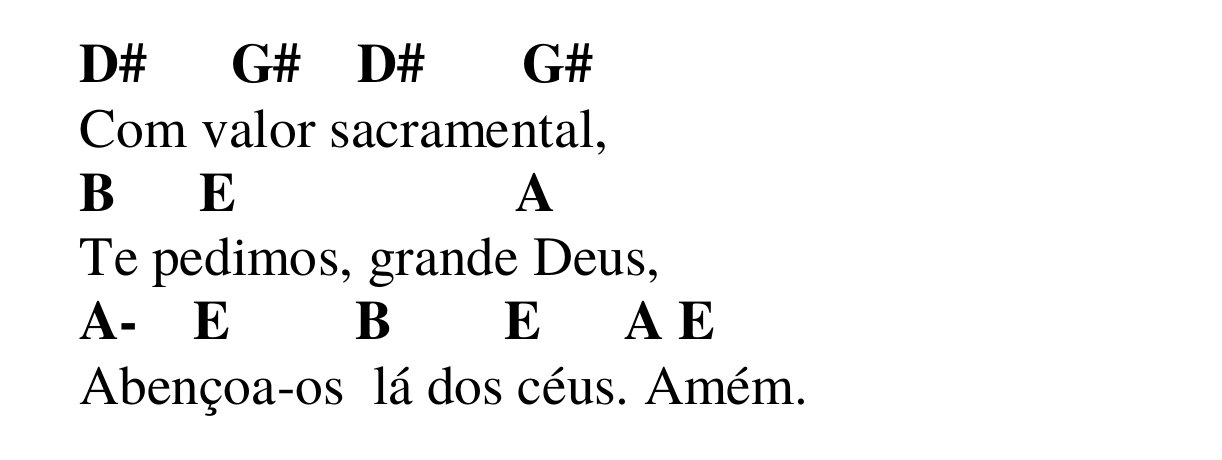 D# G# D# G#
Com valor sacramental,
B E A
Te pedimos, grande Deus,
A- E B E A E
Abençoa-os lá dos céus. Amém.